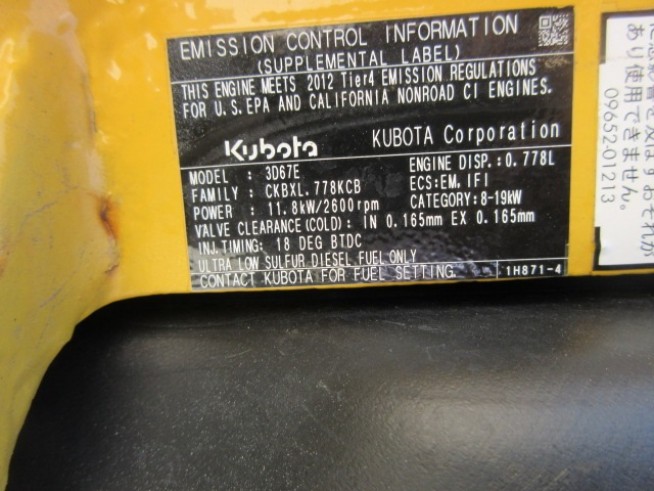 EMISSION CONTROL INFORMATION
(SUPPLEMENTAL LABEL)
THIS ENGINE MEETS 2012 Tier4 EMISSION REGULATIONS
FOR U.S. EPA AND CALIFORNIA NONROAD CI ENGINES.
Kubota KUBOTA Corporation
MODEL : 3D67E ENGINE DISP.:0.778L
FAMILY : CKBXL.778KCB ECS:EM, IFI
POWER : 11.8kW/2600rpm CATEGORY:8-19kW
VALVE CLEARANCE(COLD): IN 0.165mm EX 0.165mm
INJ.TIMING: 18 DEG BTDC
ULTRA LOW SULFUR DIESEL FUEL ONLY
CONTACT KUBOTA FOR FUEL SETTING. 1H871-4
あり使用できません。
0965201213